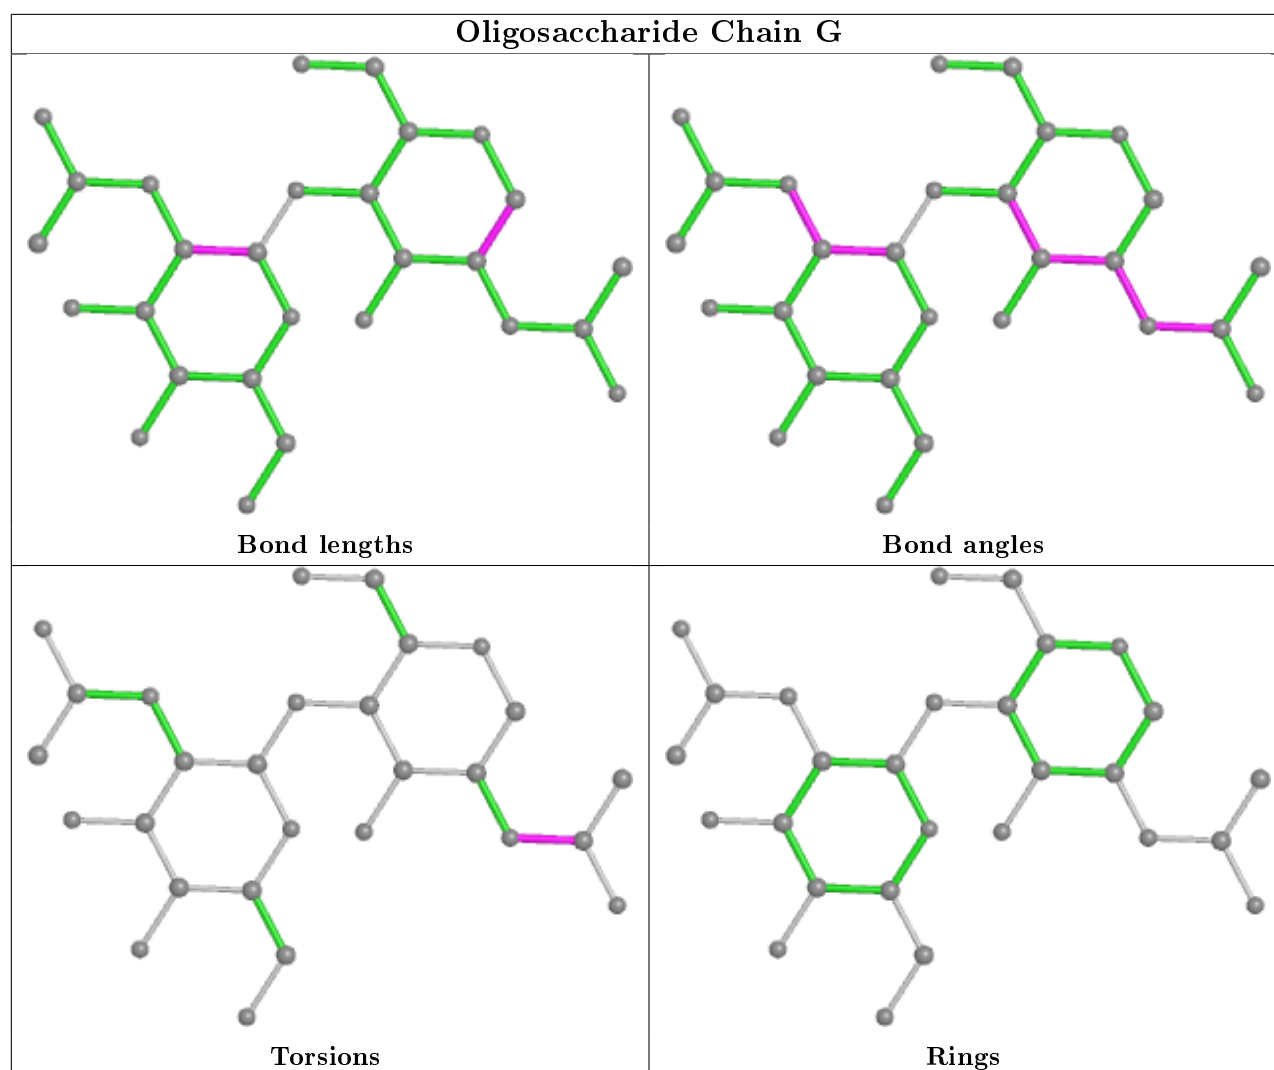 Oligosaccharide Chain G
Bond lengths
Bond angles
Torsions
Rings